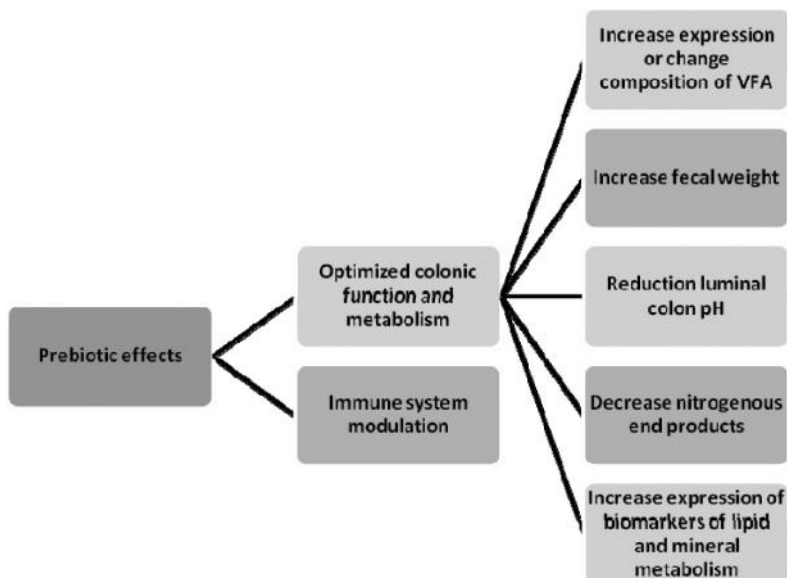 Prebiotic effects
Optimized colonic
function and
metabolism
Immune system
modulation
Increase expression
or change
composition of VFA
Increase fecal weight
Reduction luminal
colon pH
Decrease nitrogenous
end products
Increase expression of
biomarkers of lipid
and mineral
metabolism